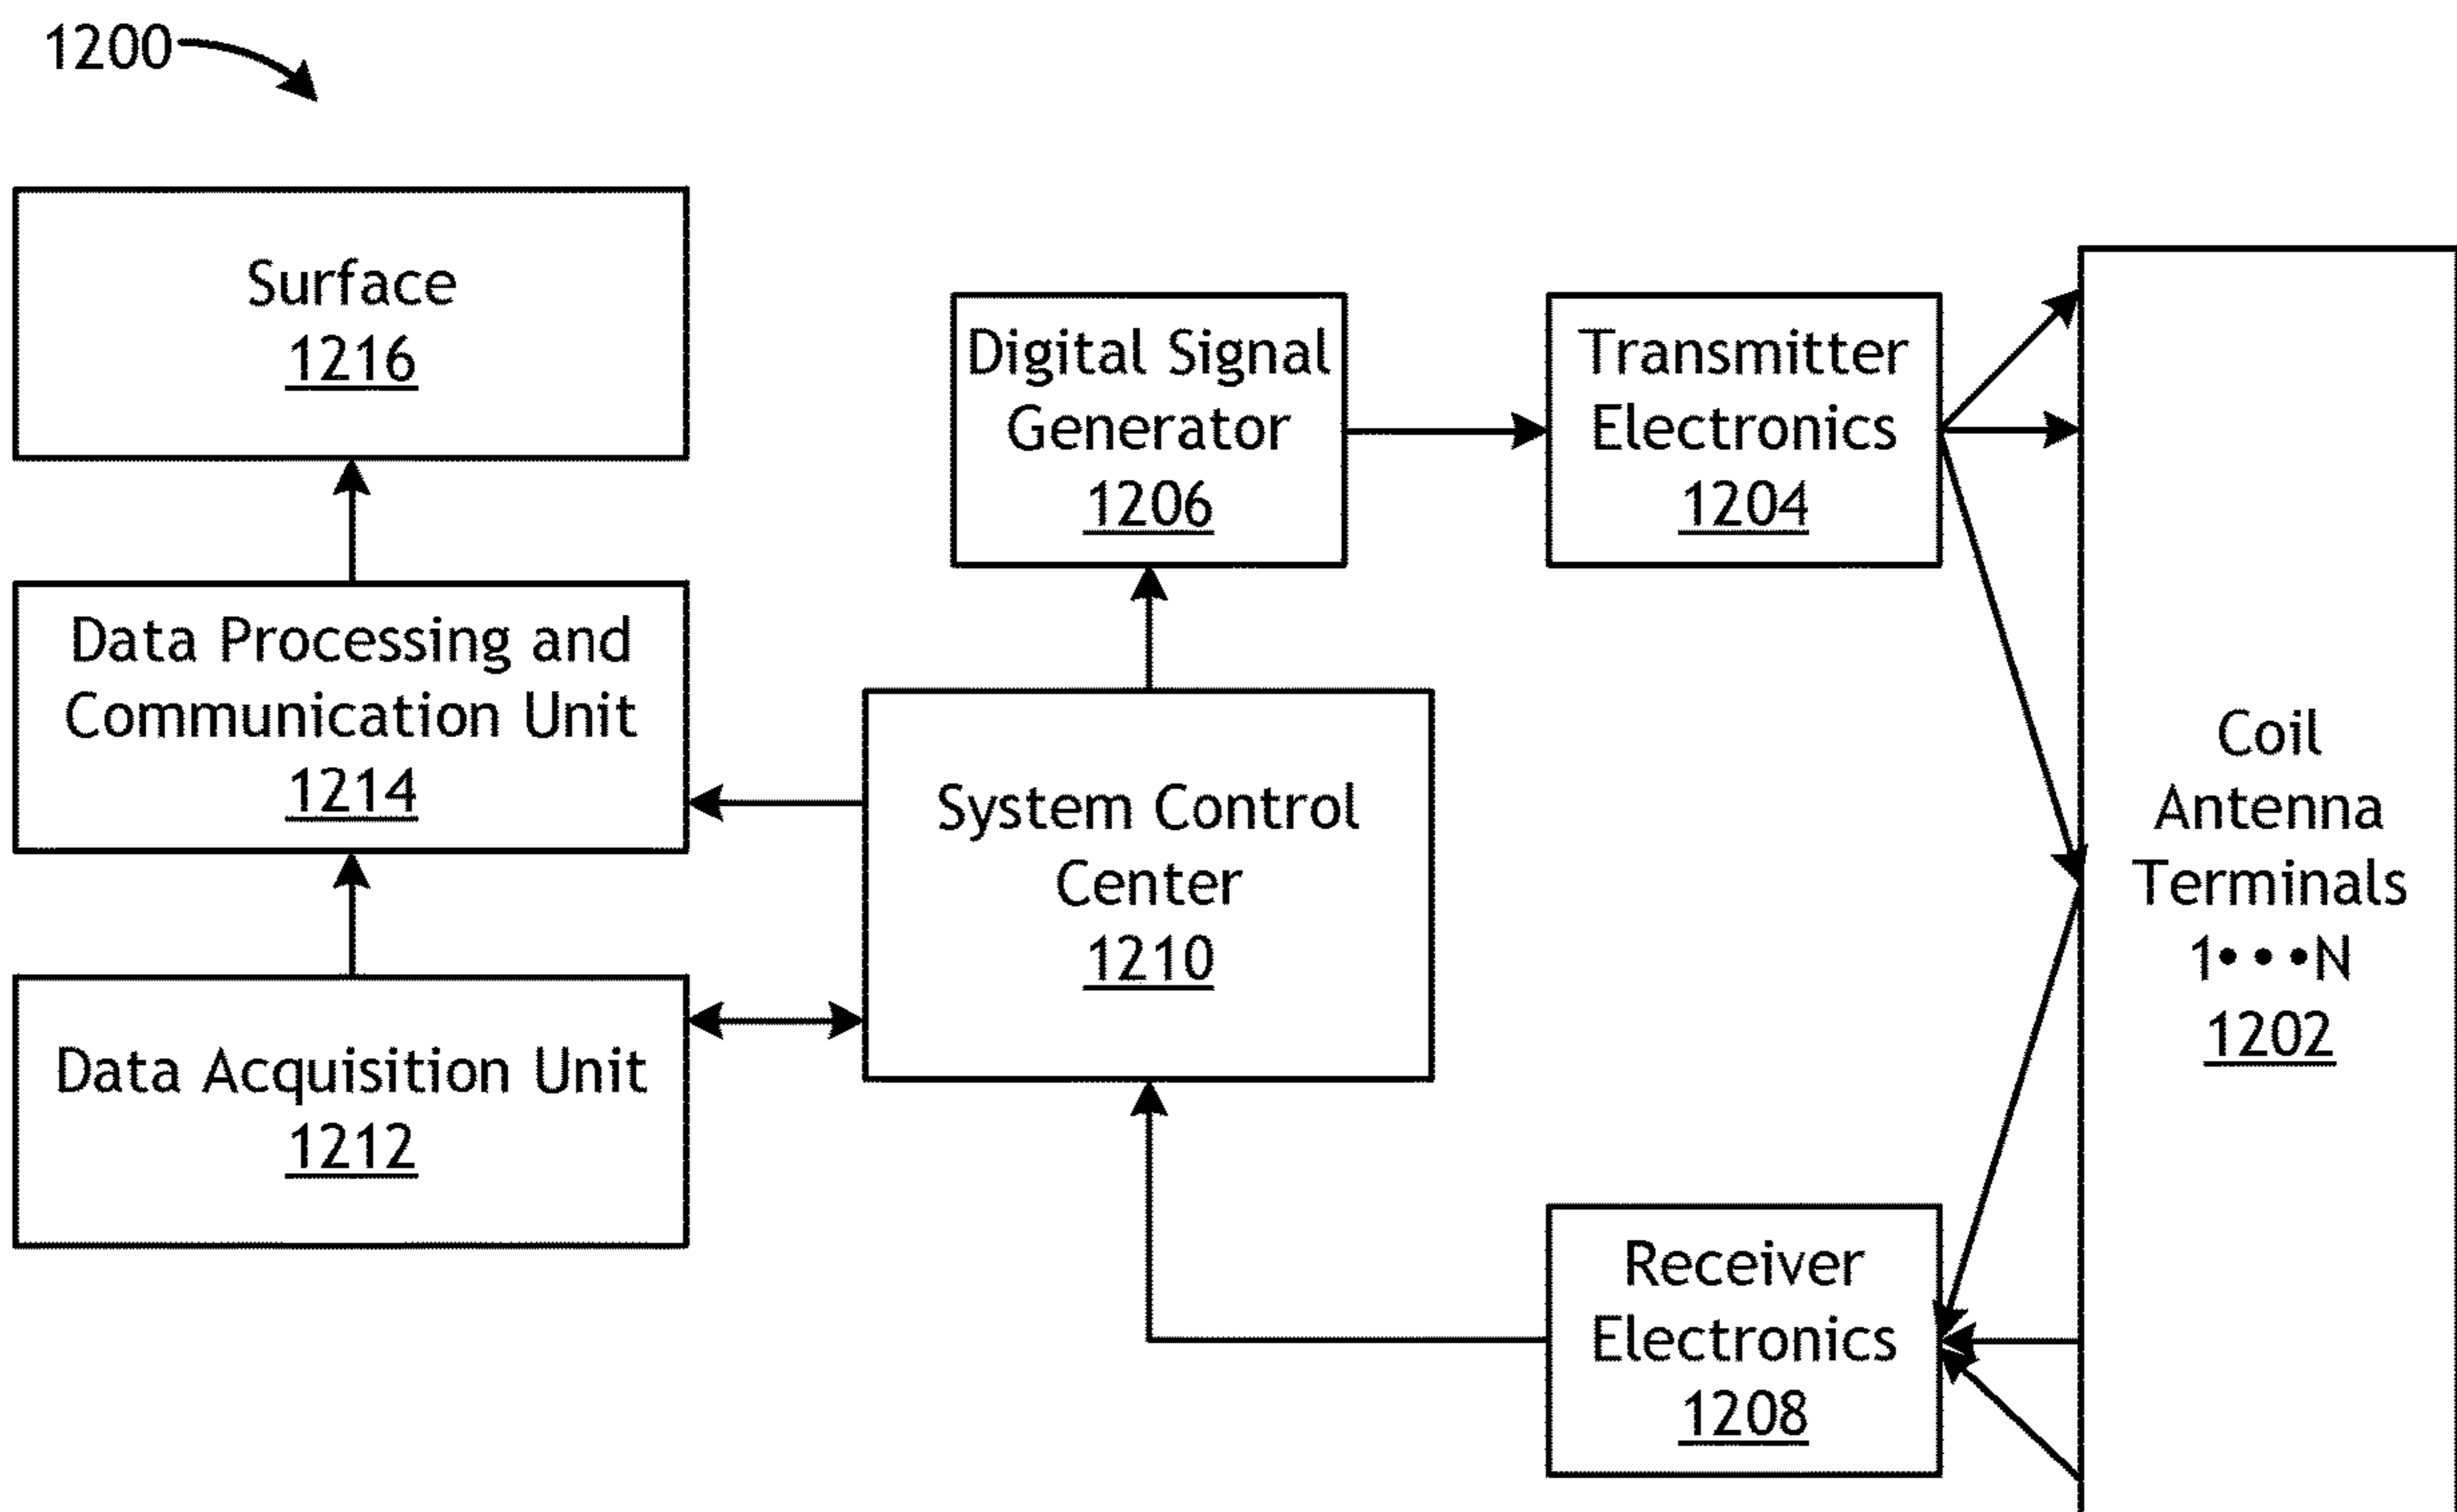 1200
Surface
1216
Digital Signal
Generator
1206
Transmitter
Electronics
1204
Data Processing and
Communication Unit
1214
System Control
Center
1210
Coil
Antenna
Terminals
1•••N
1202
Data Acquisition Unit
1212
Receiver
Electronics
1208